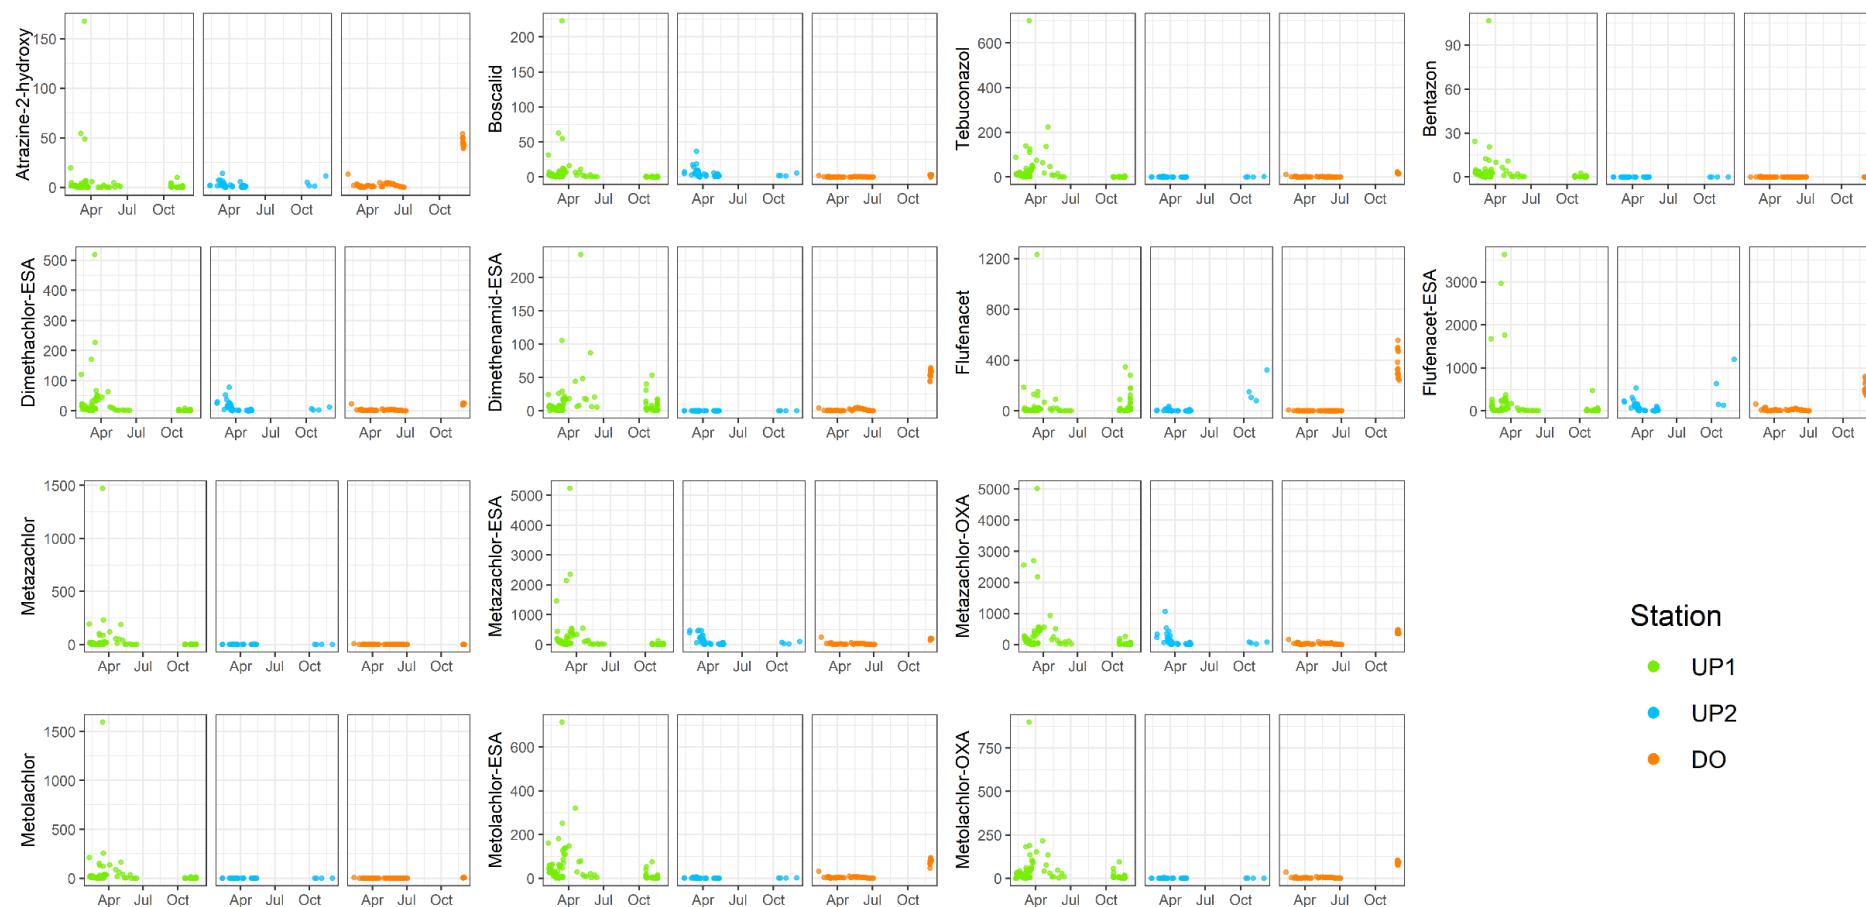 Atrazine-2-hydroxy
150
100
50
0
Apr Jul Oct Apr Jul Oct Apr Jul Oct
Boscalid
200
150
100
50
0
Apr Jul Oct Apr Jul Oct Apr Jul Oct
Tebuconazol
600
400
200
0
Apr Jul Oct Apr Jul Oct Apr Jul Oct
Bentazon
90
60
30
0
Apr Jul Oct Apr Jul Oct Apr Jul Oct
Dimethachlor-ESA
500
400
300
200
100
0
Apr Jul Oct Apr Jul Oct Apr Jul Oct
Dimethenamid-ESA
200
150
100
50
0
Apr Jul Oct Apr Jul Oct Apr Jul Oct
Flufenacet
1200
800
400
0
Apr Jul Oct Apr Jul Oct Apr Jul Oct
Flufenacet-ESA
3000
2000
1000
0
Apr Jul Oct Apr Jul Oct Apr Jul Oct
Metazachlor
1500
1000
500
0
Apr Jul Oct Apr Jul Oct Apr Jul Oct
Metazachlor-ESA
5000
4000
3000
2000
1000
0
Apr Jul Oct Apr Jul Oct Apr Jul Oct
Metazachlor-OXA
5000
4000
3000
2000
1000
0
Apr Jul Oct Apr Jul Oct Apr Jul Oct
Station
UP1
UP2
DO
Metolachlor
1500
1000
500
0
Apr Jul Oct Apr Jul Oct Apr Jul Oct
Metolachlor-ESA
600
400
200
0
Apr Jul Oct Apr Jul Oct Apr Jul Oct
Metolachlor-OXA
750
500
250
0
Apr Jul Oct Apr Jul Oct Apr Jul Oct